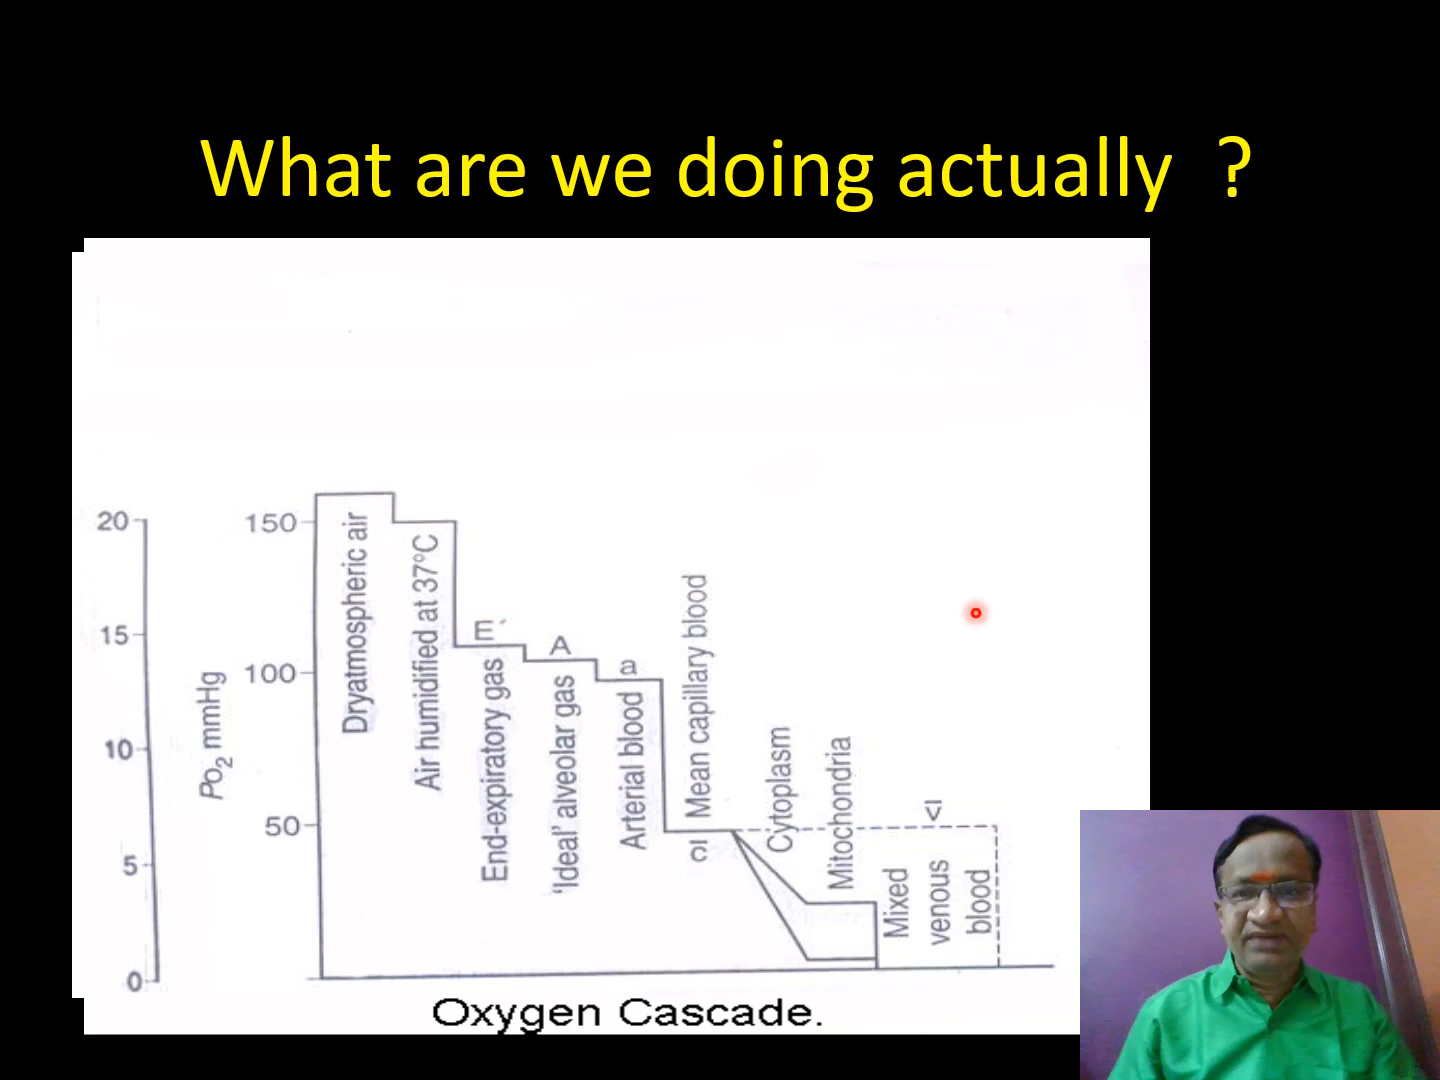 What are we doing actually ?
20
15
10
5
0
PO2 mmHg
150
100
50
Dryatmospheric air
Air humidified at 37°C
E'
End-expiratory gas
A
'Ideal' alveolar gas
a
Arterial blood
Mean capillary blood
c
Cytoplasm
Mitochondria
v
Mixed
venous
blood
Oxygen Cascade.